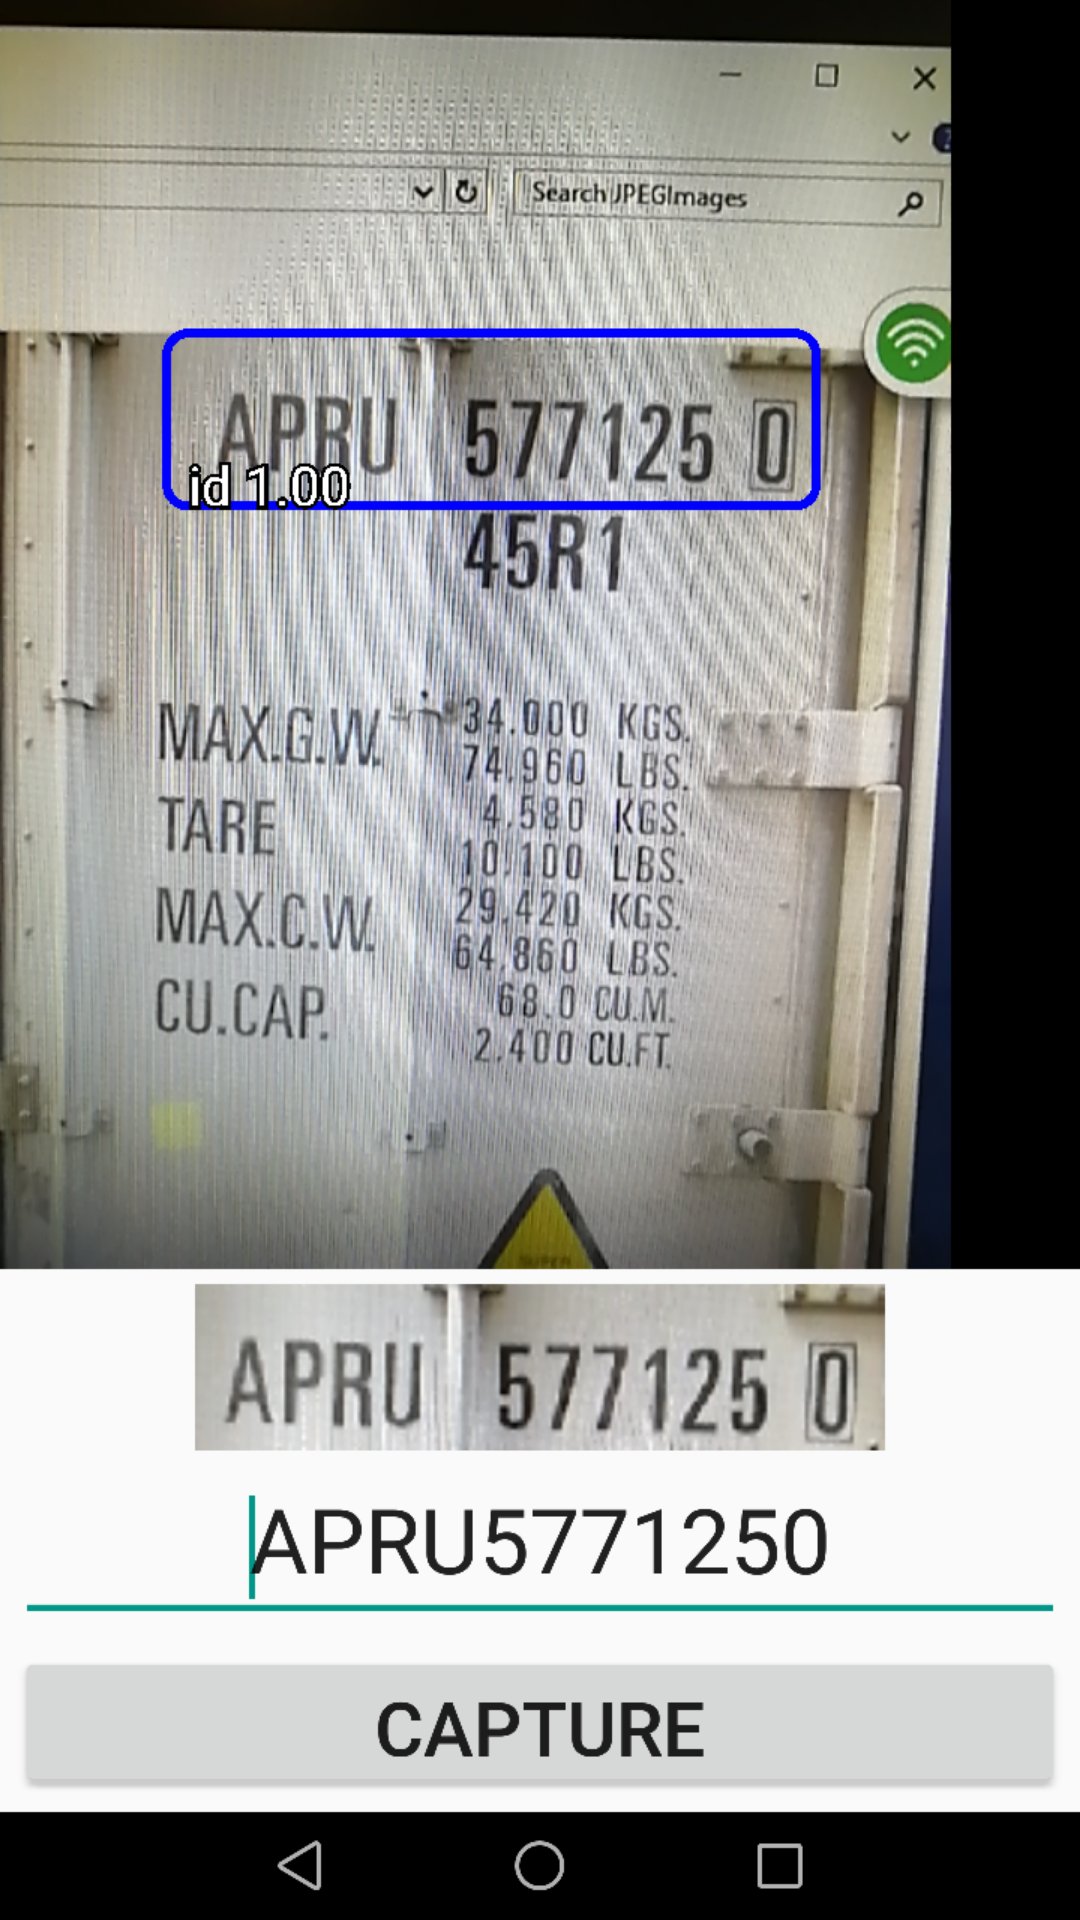 Search JPEGImages
APRU 577125 0
id 1.00
45R1
MAX.G.W. 34.000 KGS.
74.960 LBS.
TARE 4.580 KGS.
10.100 LBS.
MAX.C.W. 29.420 KGS.
64.860 LBS.
CU.CAP. 68.0 CU.M.
2.400 CU.FT.
SUPER
APRU 577125 0
APRU5771250
CAPTURE